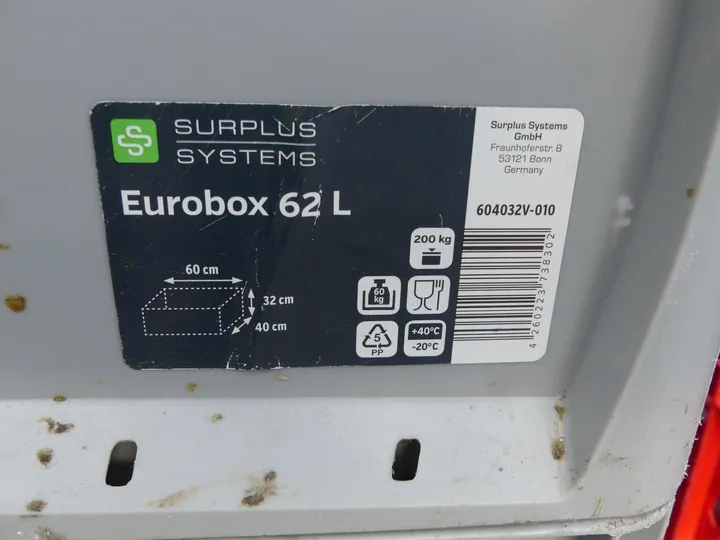 SURPLUS
SYSTEMS
Eurobox 62 L
60 cm
32 cm
40 cm
200 kg
60
kg
5
PP
+40°C
-20°C
Surplus Systems
GmbH
Fraunhoferstr. 8
53121 Bonn
Germany
604032V-010
4 260223 738302